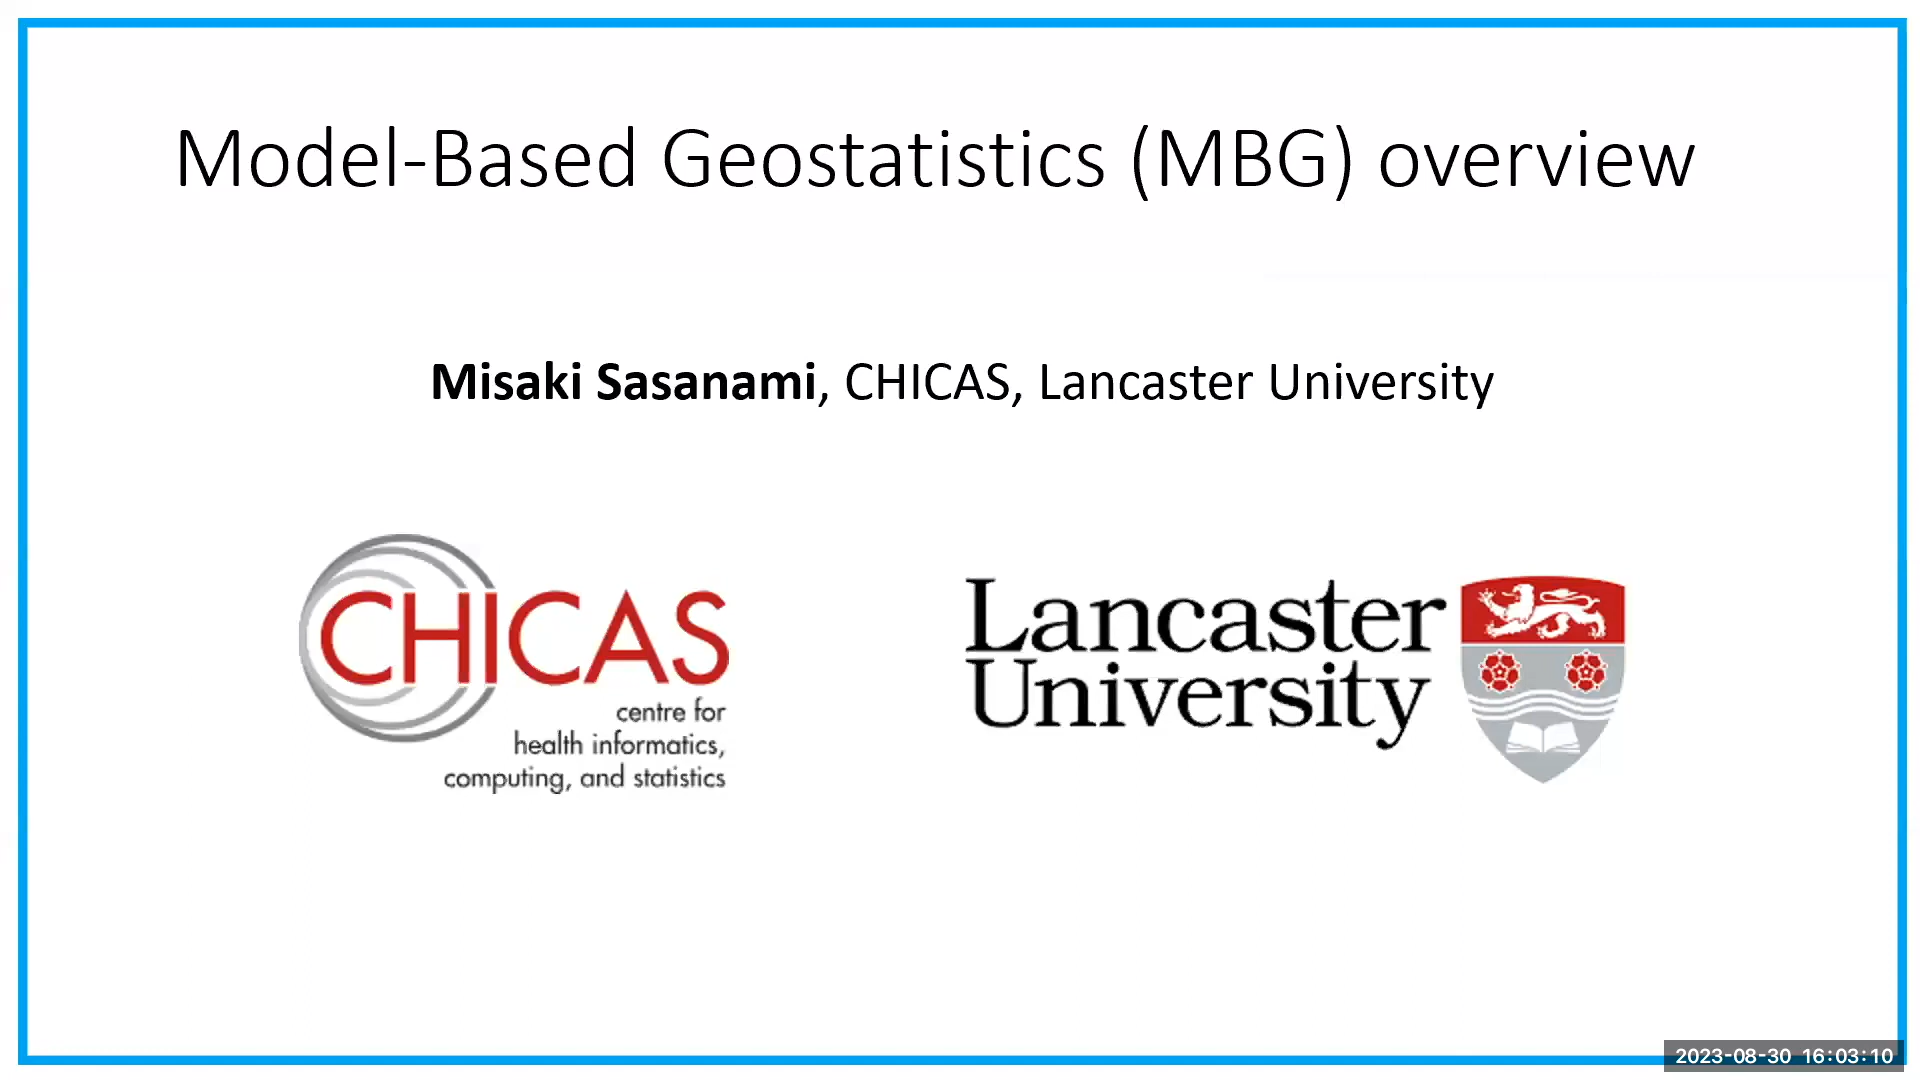 Model-Based Geostatistics (MBG) overview
Misaki Sasanami, CHICAS, Lancaster University
CHICAS
centre for
health informatics,
computing, and statistics
Lancaster
University
2023-08-30 16:03:10